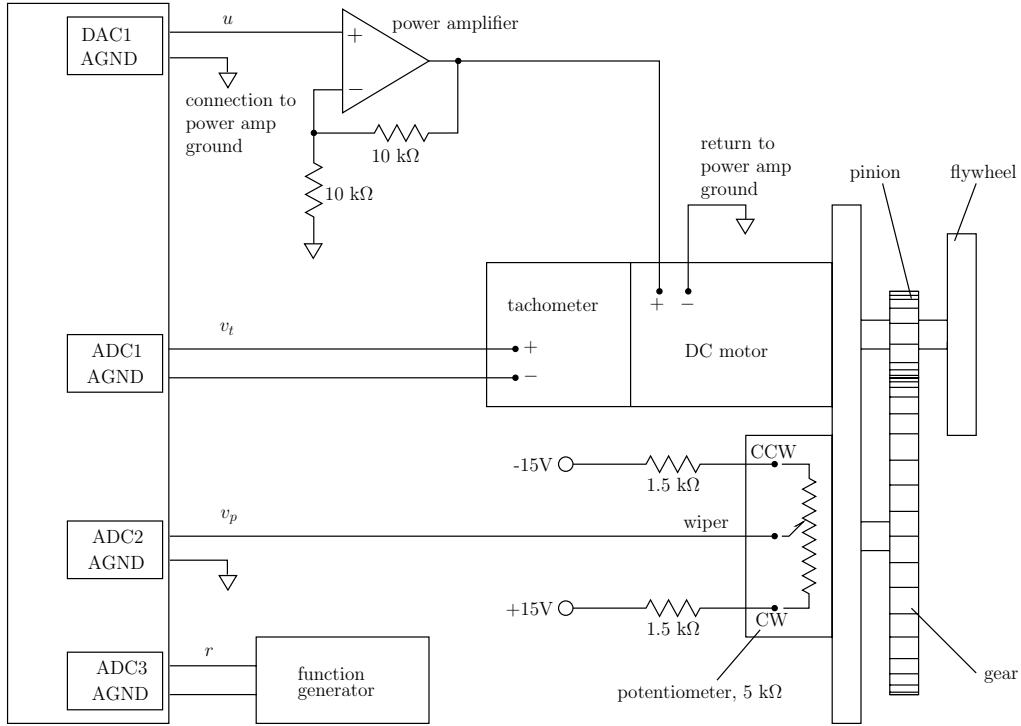 DAC1
AGND
u
connection to
power amp
ground
+
−
power amplifier
10 kΩ
10 kΩ
return to
power amp
ground
pinion
flywheel
tachometer
+
−
+ −
DC motor
ADC1
AGND
v_t
-15V
1.5 kΩ
CCW
ADC2
AGND
v_p
wiper
+15V
1.5 kΩ
CW
potentiometer, 5 kΩ
gear
ADC3
AGND
r
function
generator